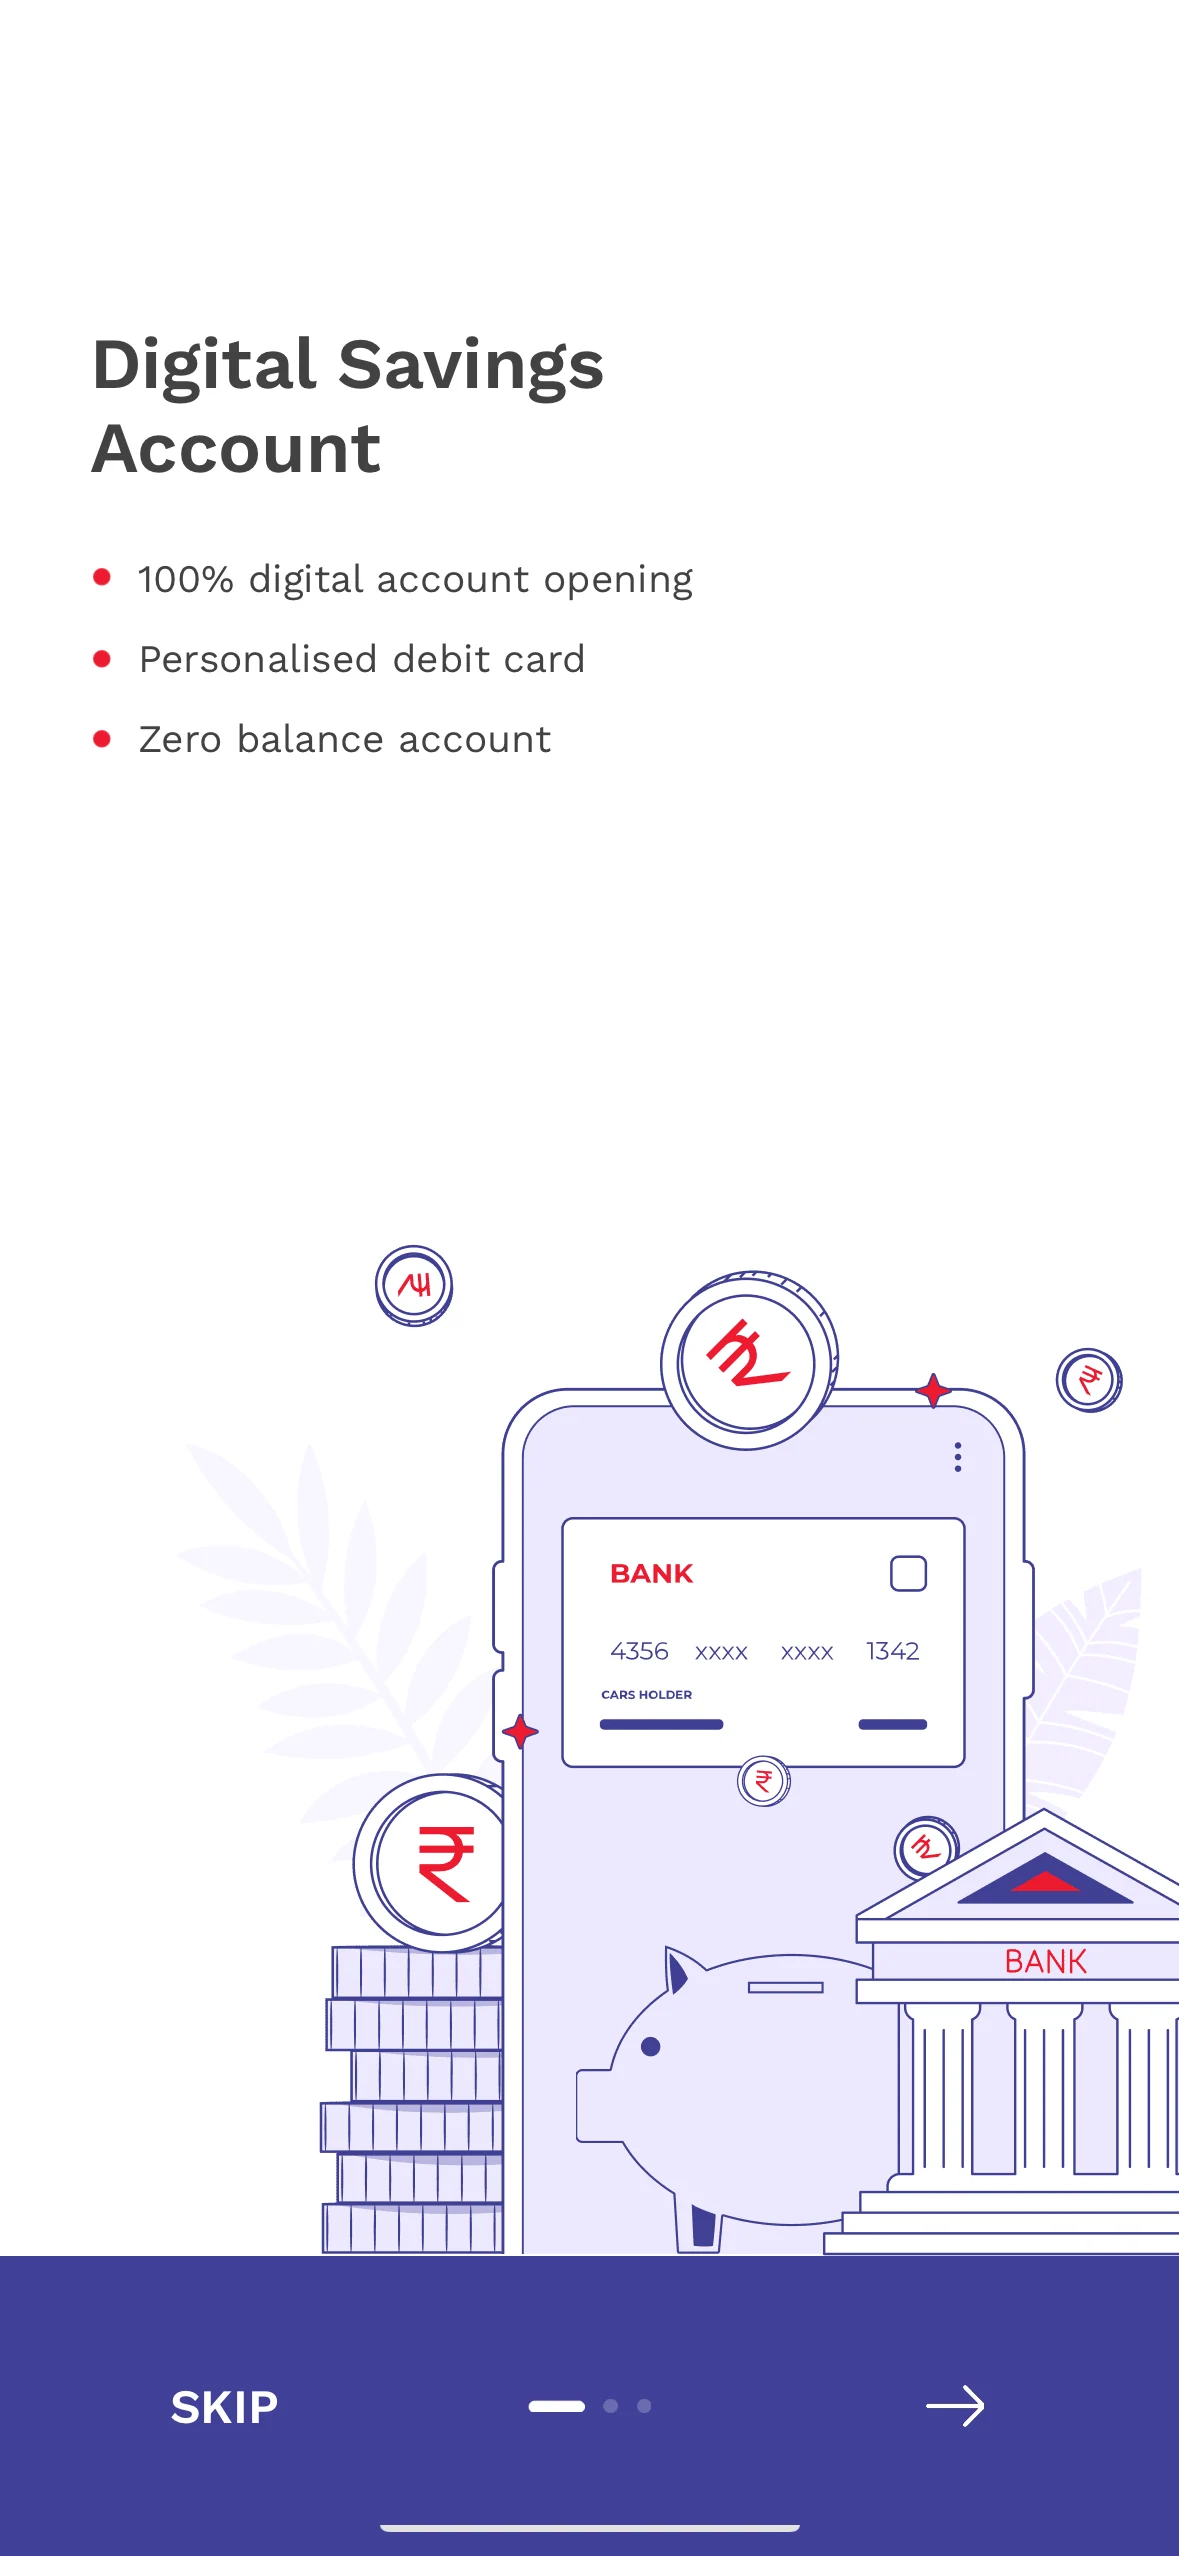 Digital Savings
Account
100% digital account opening
Personalised debit card
Zero balance account
₹
₹
₹
BANK
4356 xxxx xxxx 1342
CARS HOLDER
₹
₹
₹
BANK
SKIP